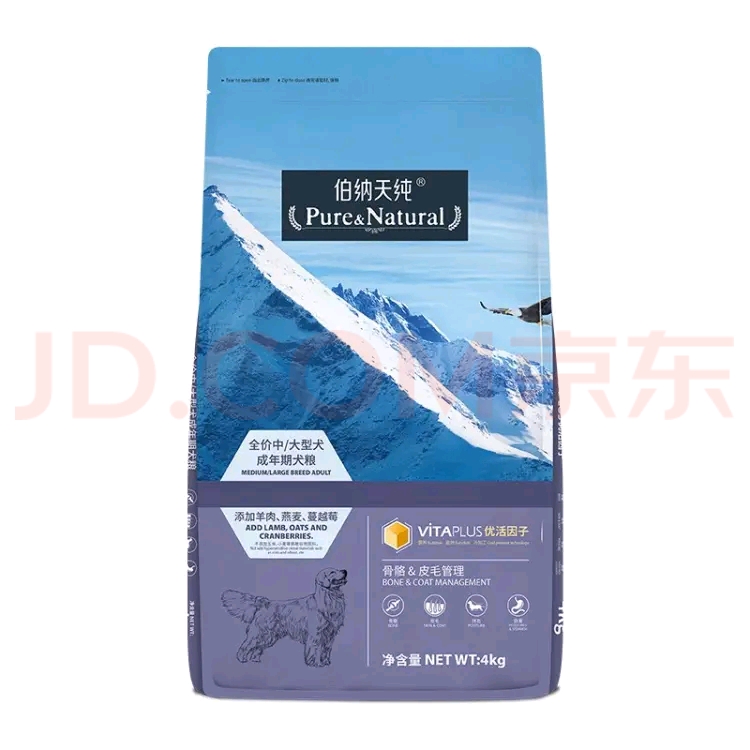 伯纳天纯®
Pure&Natural
JD.COM京东
全价中/大型犬
成年期犬粮
MEDIUM/LARGE BREED ADULT
添加羊肉、燕麦、蔓越莓
ADD LAMB, OATS AND
CRANBERRIES.
ViTAPLUS 优活因子
骨骼 & 皮毛管理
BONE & COAT MANAGEMENT
净含量 NET WT:4kg